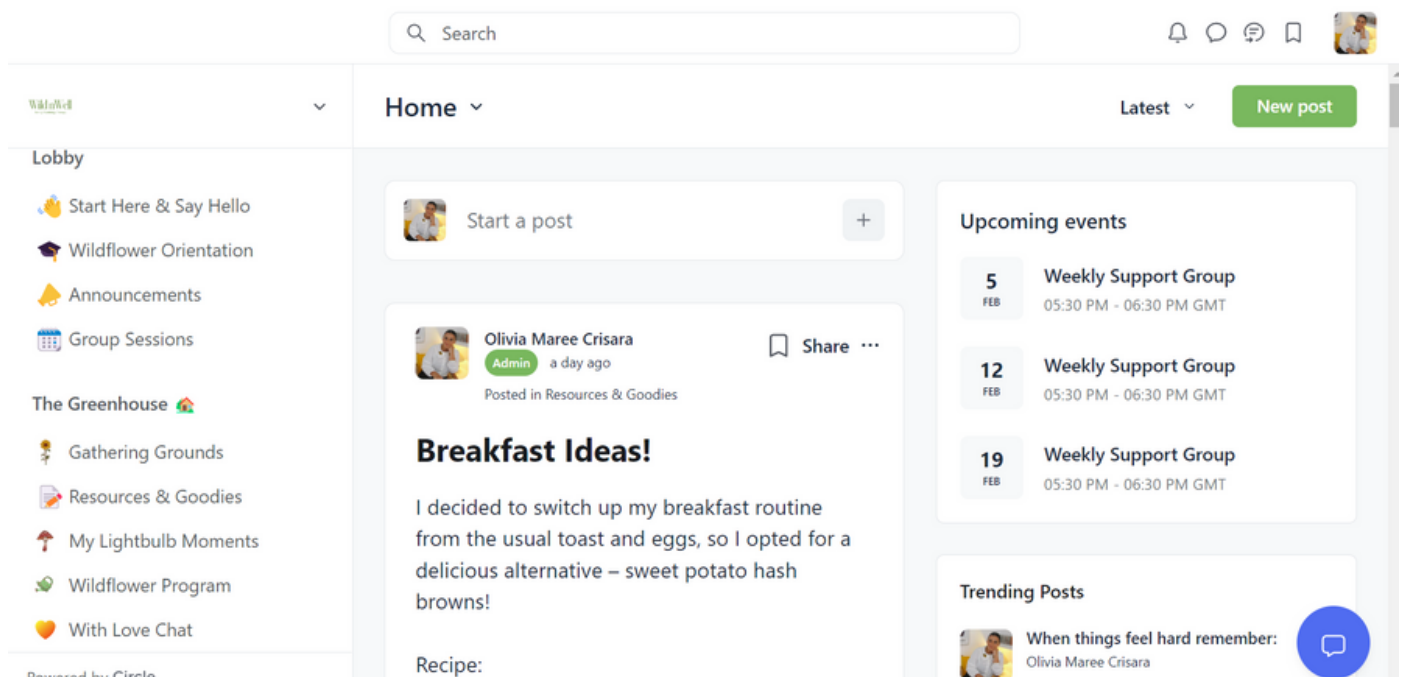 Search
Wild nWell
Home
Latest
New post
Lobby
Start Here & Say Hello
Wildflower Orientation
Announcements
Group Sessions
The Greenhouse
Gathering Grounds
Resources & Goodies
My Lightbulb Moments
Wildflower Program
With Love Chat
Powered by Circle
Start a post
Olivia Maree Crisara
Admin a day ago
Posted in Resources & Goodies
Share
Breakfast Ideas!
I decided to switch up my breakfast routine
from the usual toast and eggs, so I opted for a
delicious alternative – sweet potato hash
browns!
Recipe:
Upcoming events
5 FEB
Weekly Support Group
05:30 PM - 06:30 PM GMT
12 FEB
Weekly Support Group
05:30 PM - 06:30 PM GMT
19 FEB
Weekly Support Group
05:30 PM - 06:30 PM GMT
Trending Posts
When things feel hard remember:
Olivia Maree Crisara